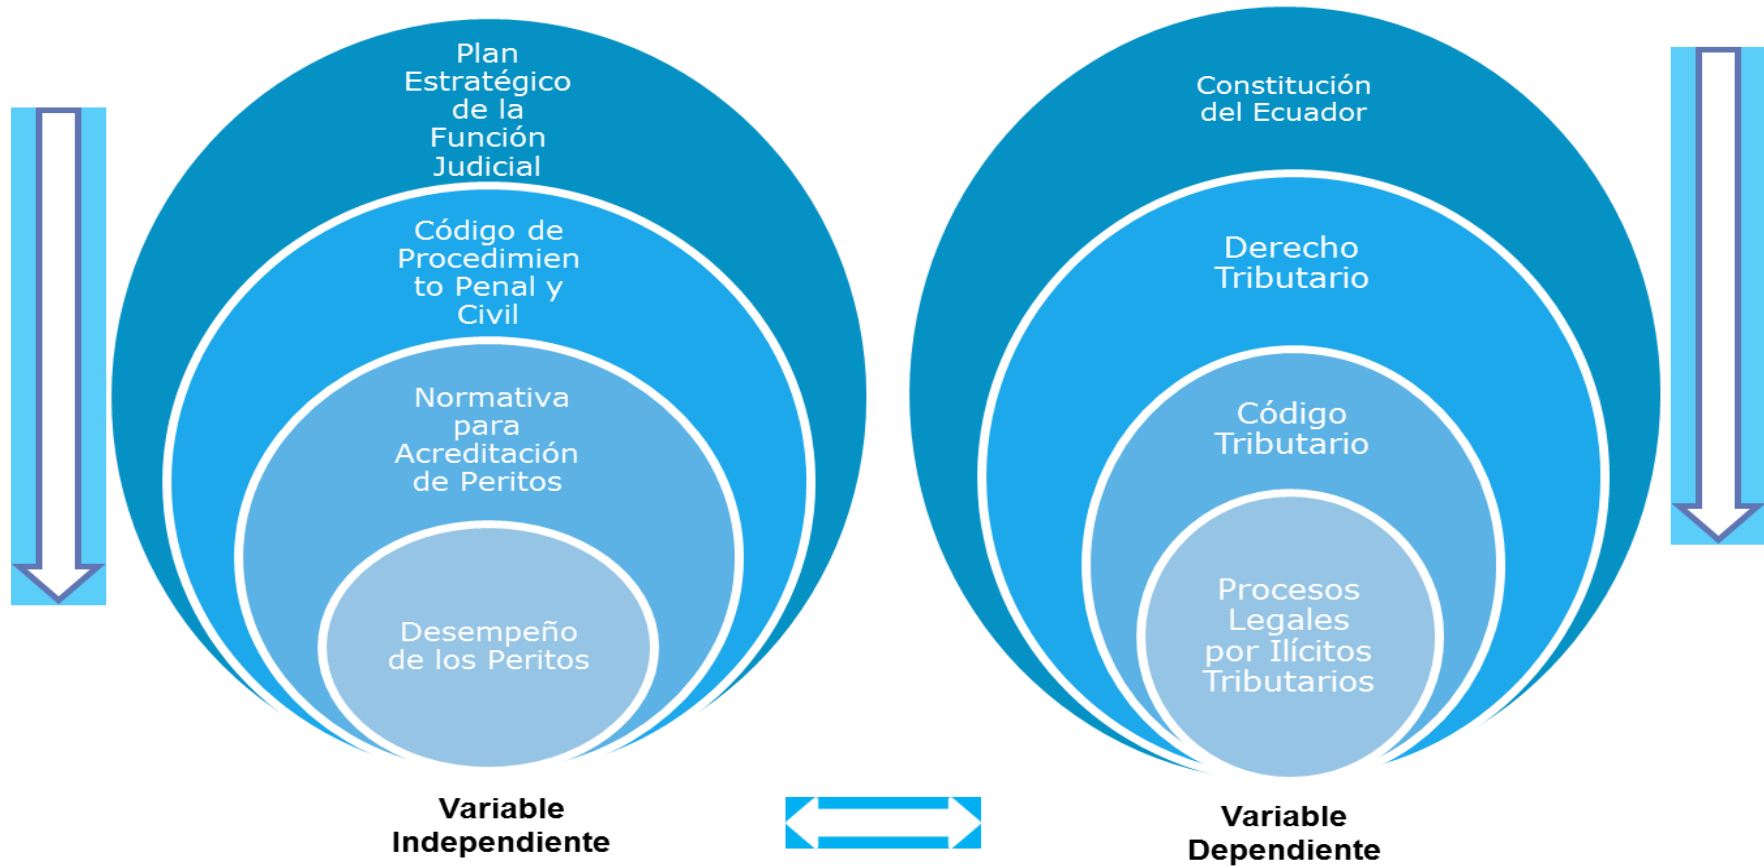 Plan
Estratégico
de la
Función
Judicial
Código de
Procedimien
to Penal y
Civil
Normativa
para
Acreditación
de Peritos
Desempeño
de los Peritos
Variable
Independiente
Constitución
del Ecuador
Derecho
Tributario
Código
Tributario
Procesos
Legales
por Ilícitos
Tributarios
Variable
Dependiente